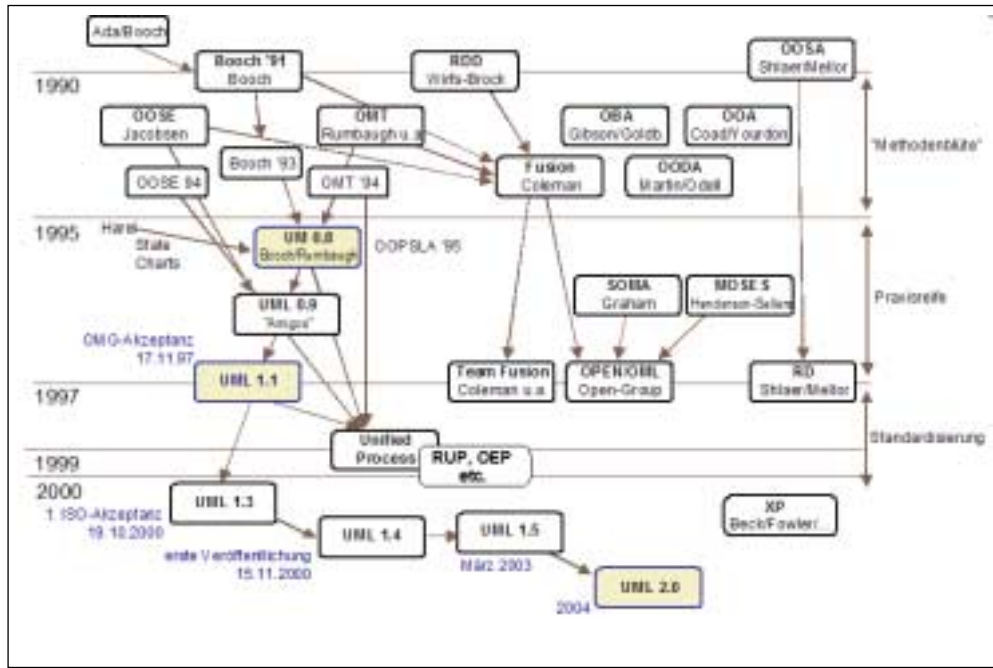 Ada/Booch
Booch '91
Booch
RDD
Wirfs-Brock
OOSA
Shlaer/Mellor
1990
OOSE
Jacobsen
OMT
Rumbaugh u.a.
OBA
Gibson/Goldb.
OOA
Coad/Yourdon
"Methodenblüte"
Booch '93
Fusion
Coleman
OODA
Martin/Odell
OOSE 94
OMT '94
1995
Harel
State
Charts
UM 0.8
Booch/Rumbaugh
OOPSLA '95
SOMA
Graham
MOSES
Henderson-Sellers
Praxisreife
UML 0.9
"Amigos"
OMG-Akzeptanz
17.11.97
UML 1.1
Team Fusion
Coleman u.a
OPEN/OML
Open-Group
RD
Shlaer/Mellor
1997
Standardisierung
Unified
Process
RUP, OEP
etc.
1999
2000
UML 1.3
1. ISO-Akzeptanz
19.10.2000
XP
Beck/Fowler/...
UML 1.4
UML 1.5
erste Veröffentlichung
15.11.2000
März 2003
UML 2.0
2004